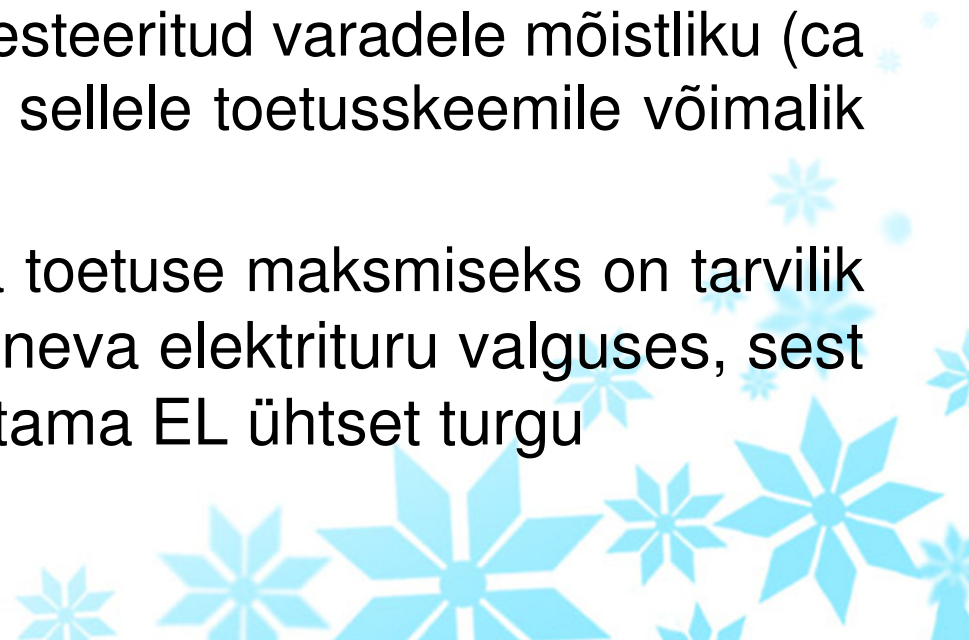 esteeritud varadele mõistliku (ca
sellele toetusskeemile võimalik
toetuse maksmiseks on tarvilik
neva elektrituru valguses, sest
tama EL ühtset turgu